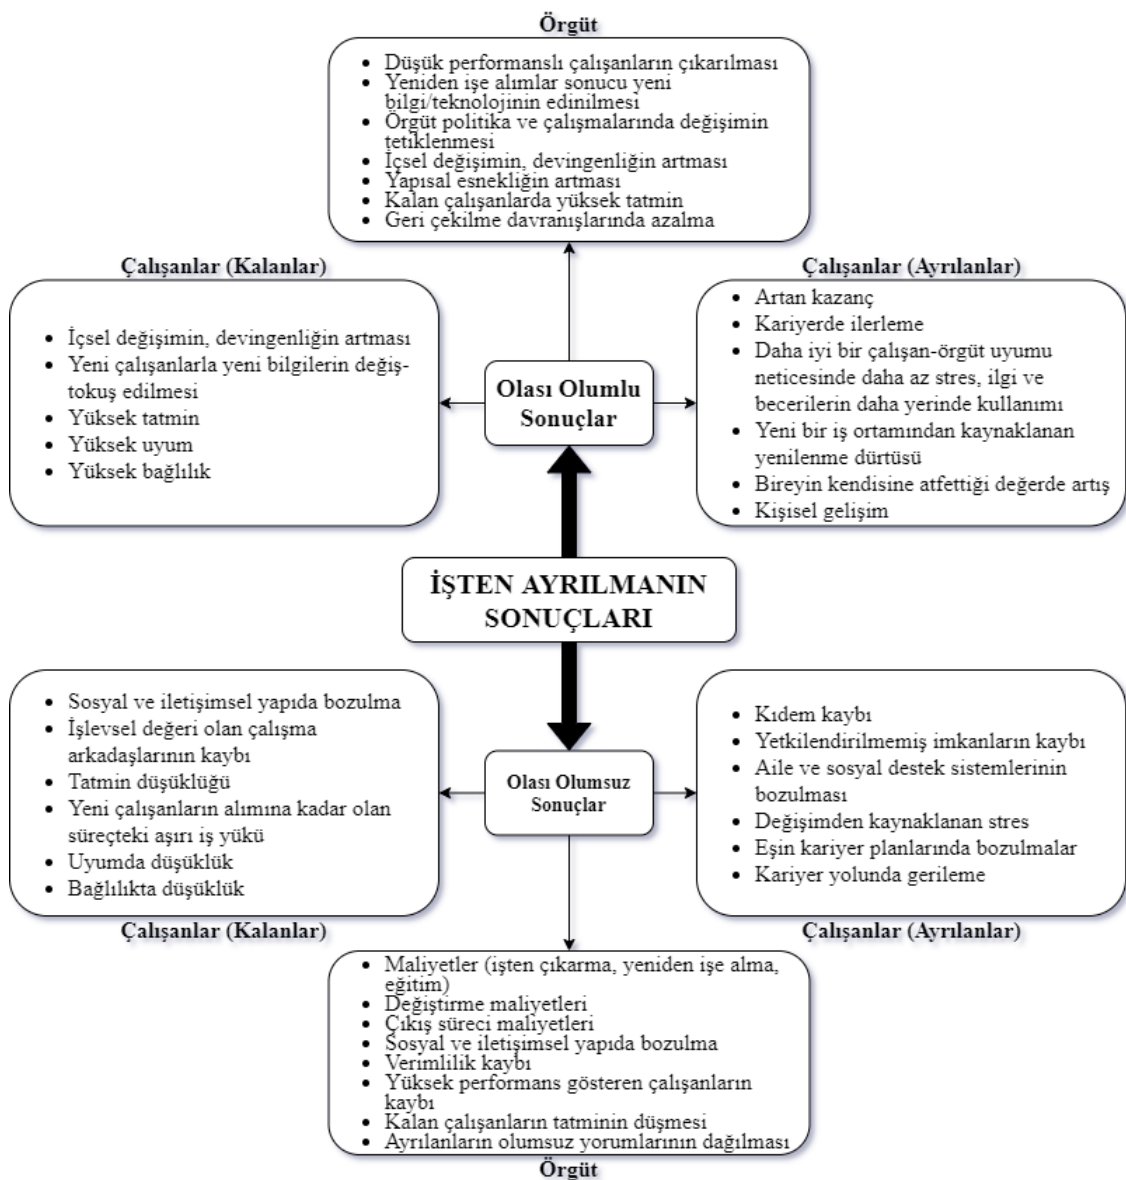 Örgüt
• Düşük performanslı çalışanların çıkarılması
• Yeniden işe alımlar sonucu yeni
bilgi/teknolojinin edinilmesi
• Örgüt politika ve çalışmalarında değişimin
tetiklenmesi
• İçsel değişimin, devingenliğin artması
• Yapısal esnekliğin artması
• Kalan çalışanlarda yüksek tatmin
• Geri çekilme davranışlarında azalma
Çalışanlar (Kalanlar)
• İçsel değişimin, devingenliğin artması
• Yeni çalışanlarla yeni bilgilerin değiş-
tokuş edilmesi
• Yüksek tatmin
• Yüksek uyum
• Yüksek bağlılık
Olası Olumlu
Sonuçlar
Çalışanlar (Ayrılanlar)
• Artan kazanç
• Kariyerde ilerleme
• Daha iyi bir çalışan-örgüt uyumu
neticesinde daha az stres, ilgi ve
becerilerin daha yerinde kullanımı
• Yeni bir iş ortamından kaynaklanan
yenilenme dürtüsü
• Bireyin kendisine atfettiği değerde artış
• Kişisel gelişim
İŞTEN AYRILMANIN
SONUÇLARI
• Sosyal ve iletişimsel yapıda bozulma
• İşlevsel değeri olan çalışma
arkadaşlarının kaybı
• Tatmin düşüklüğü
• Yeni çalışanların alımına kadar olan
süreçteki aşırı iş yükü
• Uyumda düşüklük
• Bağlılıkta düşüklük
Çalışanlar (Kalanlar)
Olası Olumsuz
Sonuçlar
• Kıdem kaybı
• Yetkilendirilmemiş imkanların kaybı
• Aile ve sosyal destek sistemlerinin
bozulması
• Değişimden kaynaklanan stres
• Eşin kariyer planlarında bozulmalar
• Kariyer yolunda gerileme
Çalışanlar (Ayrılanlar)
• Maliyetler (işten çıkarma, yeniden işe alma,
eğitim)
• Değiştirme maliyetleri
• Çıkış süreci maliyetleri
• Sosyal ve iletişimsel yapıda bozulma
• Verimlilik kaybı
• Yüksek performans gösteren çalışanların
kaybı
• Kalan çalışanların tatminin düşmesi
• Ayrılanların olumsuz yorumlarının dağılması
Örgüt